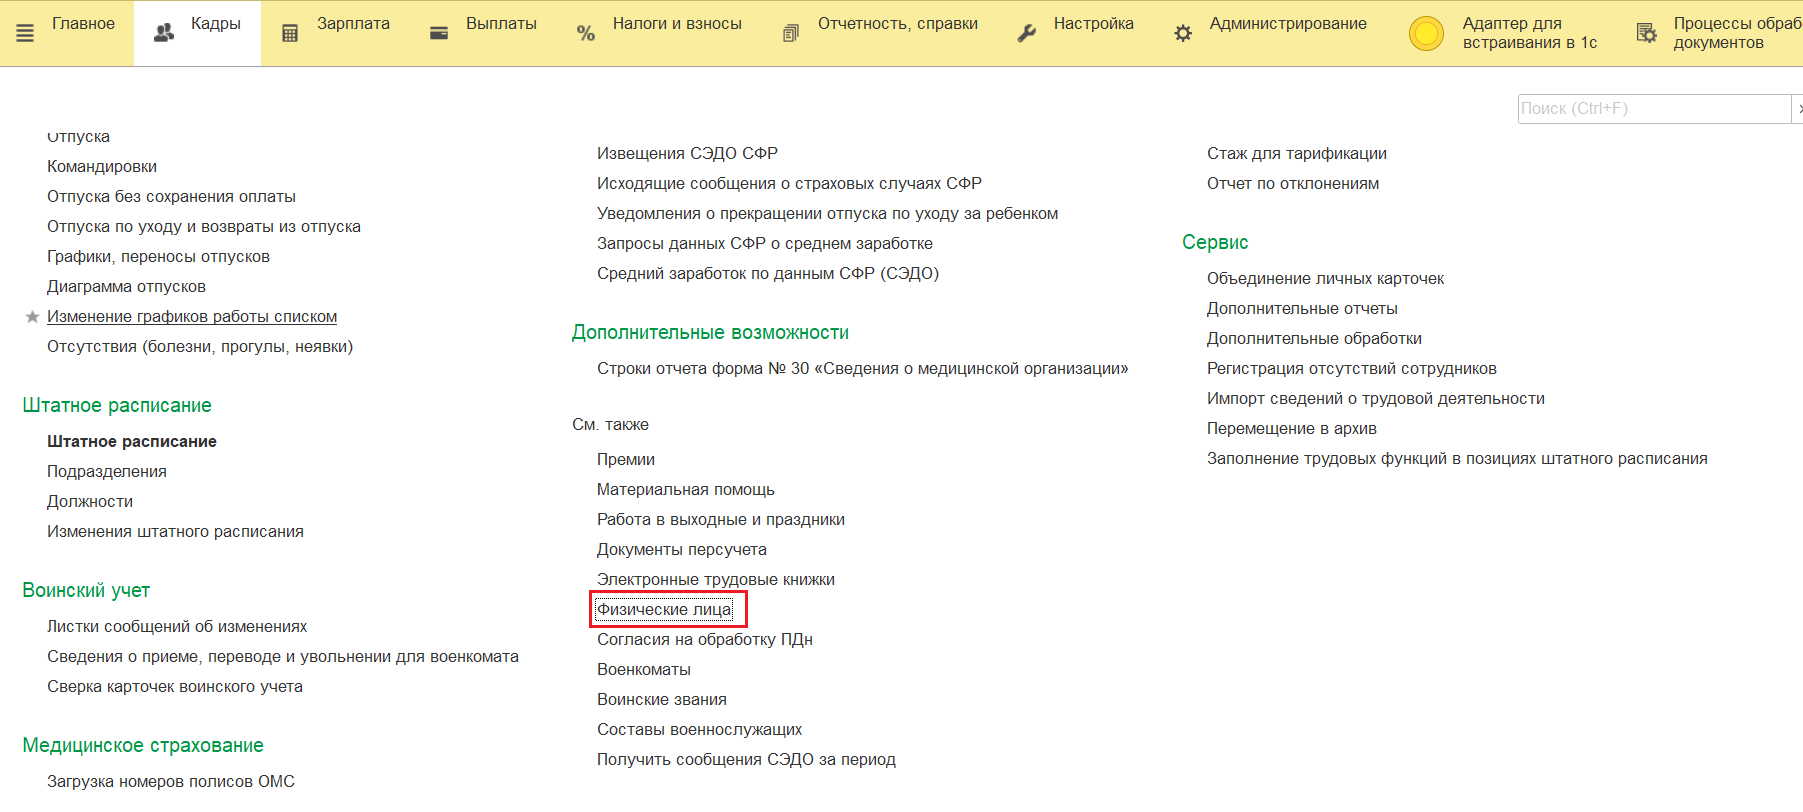 Главное
Кадры
Зарплата
Выплаты
Налоги и взносы
Отчетность, справки
Настройка
Администрирование
Адаптер для
встраивания в 1с
Процессы обраб
документов
Поиск (Ctrl+F)
Отпуска
Командировки
Отпуска без сохранения оплаты
Отпуска по уходу и возвраты из отпуска
Графики, переносы отпусков
Диаграмма отпусков
Изменение графиков работы списком
Отсутствия (болезни, прогулы, неявки)
Штатное расписание
Штатное расписание
Подразделения
Должности
Изменения штатного расписания
Воинский учет
Листки сообщений об изменениях
Сведения о приеме, переводе и увольнении для военкомата
Сверка карточек воинского учета
Медицинское страхование
Загрузка номеров полисов ОМС
Извещения СЭДО СФР
Исходящие сообщения о страховых случаях СФР
Уведомления о прекращении отпуска по уходу за ребенком
Запросы данных СФР о среднем заработке
Средний заработок по данным СФР (СЭДО)
Дополнительные возможности
Строки отчета форма № 30 «Сведения о медицинской организации»
См. также
Премии
Материальная помощь
Работа в выходные и праздники
Документы персучета
Электронные трудовые книжки
Физические лица
Согласия на обработку ПДн
Военкоматы
Воинские звания
Составы военнослужащих
Получить сообщения СЭДО за период
Стаж для тарификации
Отчет по отклонениям
Сервис
Объединение личных карточек
Дополнительные отчеты
Дополнительные обработки
Регистрация отсутствий сотрудников
Импорт сведений о трудовой деятельности
Перемещение в архив
Заполнение трудовых функций в позициях штатного расписания